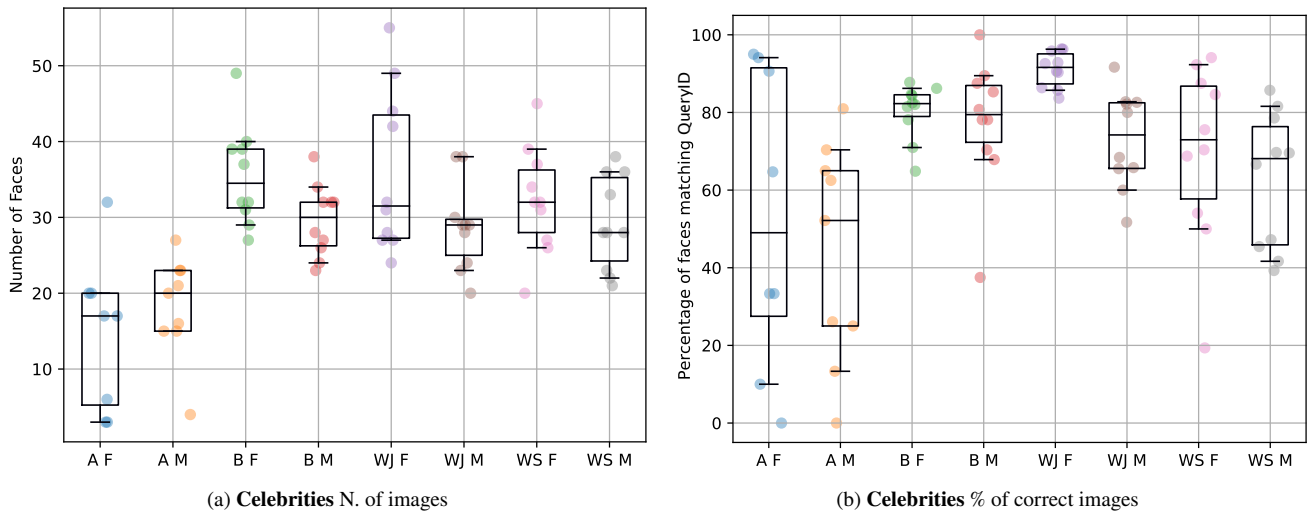 Number of Faces
50
40
30
20
10
A F
A M
B F
B M
WJ F
WJ M
WS F
WS M
(a) Celebrities N. of images
Percentage of faces matching QueryID
100
80
60
40
20
0
A F
A M
B F
B M
WJ F
WJ M
WS F
WS M
(b) Celebrities % of correct images